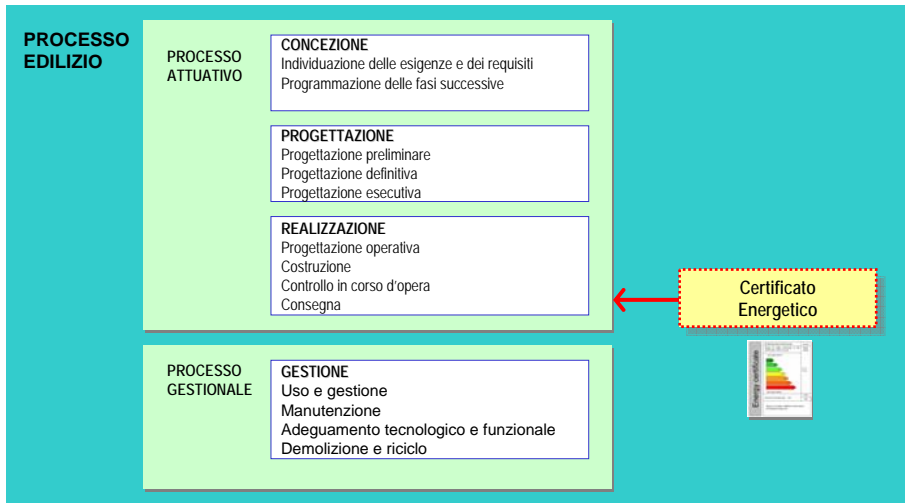 PROCESSO
EDILIZIO
PROCESSO
ATTUATIVO
CONCEZIONE
Individuazione delle esigenze e dei requisiti
Programmazione delle fasi successive
PROGETTAZIONE
Progettazione preliminare
Progettazione definitiva
Progettazione esecutiva
REALIZZAZIONE
Progettazione operativa
Costruzione
Controllo in corso d'opera
Consegna
Certificato
Energetico
Energy certificate
PROCESSO
GESTIONALE
GESTIONE
Uso e gestione
Manutenzione
Adeguamento tecnologico e funzionale
Demolizione e riciclo